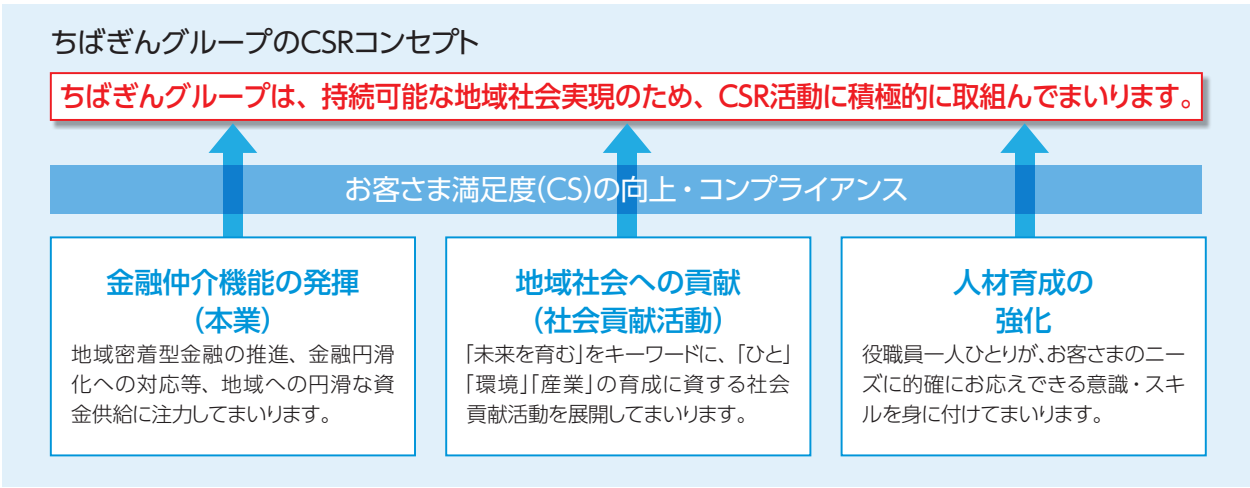 ちばぎんグループのCSRコンセプト
ちばぎんグループは、持続可能な地域社会実現のため、CSR活動に積極的に取組んでまいります。
お客さま満足度(CS)の向上・コンプライアンス
金融仲介機能の発揮
(本業)
地域密着型金融の推進、金融円滑
化への対応等、地域への円滑な資
金供給に注力してまいります。
地域社会への貢献
(社会貢献活動)
「未来を育む」をキーワードに、「ひと」
「環境」「産業」の育成に資する社会
貢献活動を展開してまいります。
人材育成の
強化
役職員一人ひとりが、お客さまのニー
ズに的確にお応えできる意識・スキ
ルを身に付けてまいります。